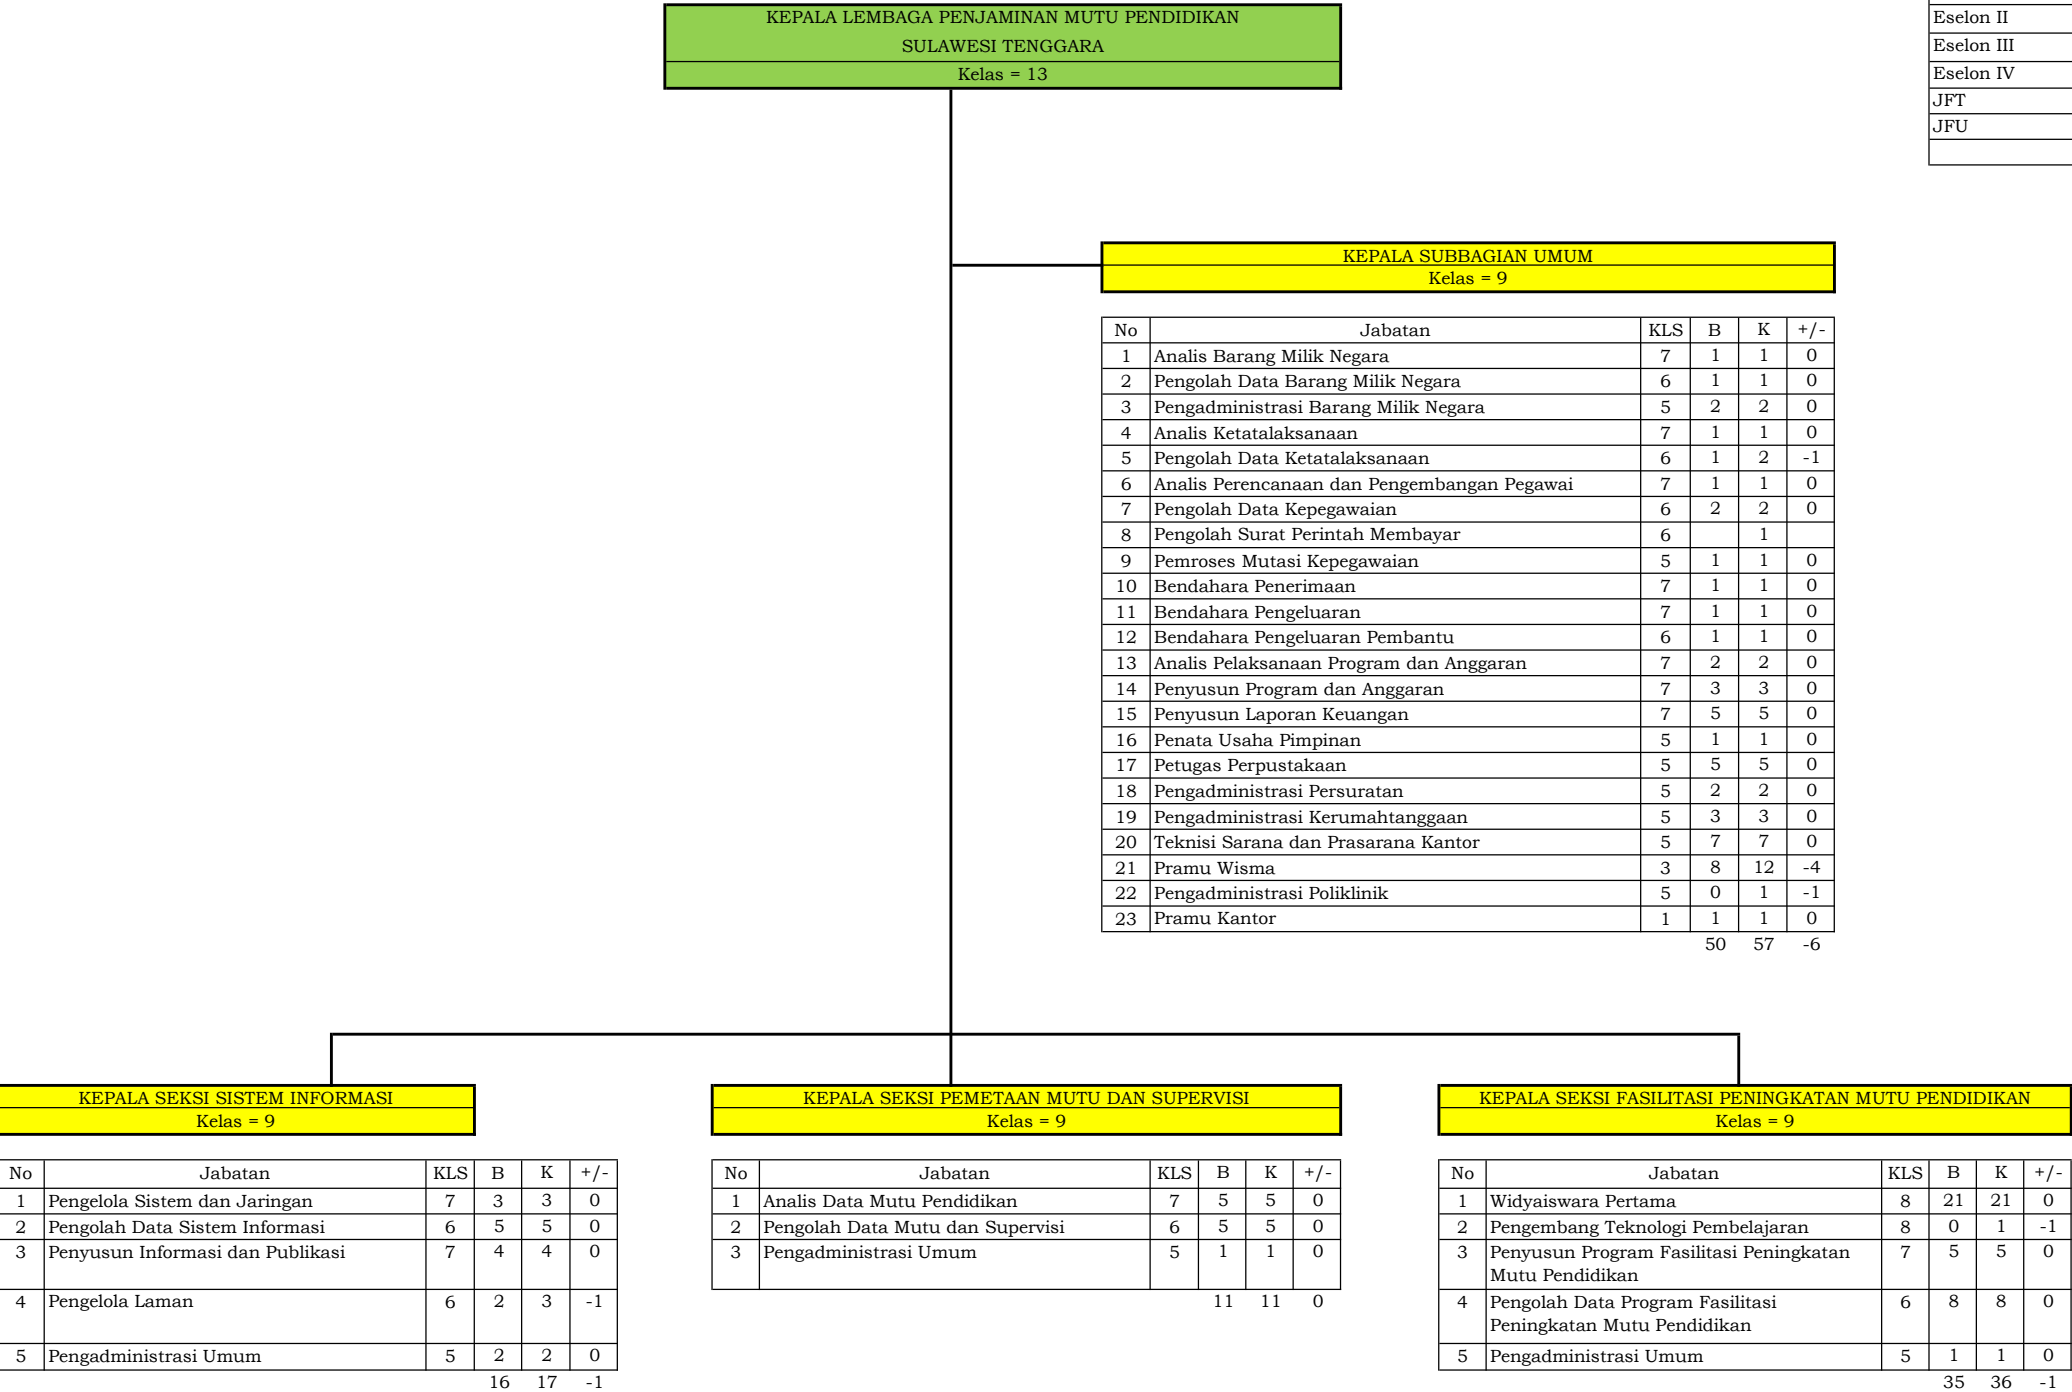 KEPALA LEMBAGA PENJAMINAN MUTU PENDIDIKAN
SULAWESI TENGGARA
Kelas = 13
Eselon II
Eselon III
Eselon IV
JFT
JFU
KEPALA SUBBAGIAN UMUM
Kelas = 9
No Jabatan KLS B K +/-
1 Analis Barang Milik Negara 7 1 1 0
2 Pengolah Data Barang Milik Negara 6 1 1 0
3 Pengadministrasi Barang Milik Negara 5 2 2 0
4 Analis Ketatalaksanaan 7 1 1 0
5 Pengolah Data Ketatalaksanaan 6 1 2 -1
6 Analis Perencanaan dan Pengembangan Pegawai 7 1 1 0
7 Pengolah Data Kepegawaian 6 2 2 0
8 Pengolah Surat Perintah Membayar 6 1
9 Pemroses Mutasi Kepegawaian 5 1 1 0
10 Bendahara Penerimaan 7 1 1 0
11 Bendahara Pengeluaran 7 1 1 0
12 Bendahara Pengeluaran Pembantu 6 1 1 0
13 Analis Pelaksanaan Program dan Anggaran 7 2 2 0
14 Penyusun Program dan Anggaran 7 3 3 0
15 Penyusun Laporan Keuangan 7 5 5 0
16 Penata Usaha Pimpinan 5 1 1 0
17 Petugas Perpustakaan 5 5 5 0
18 Pengadministrasi Persuratan 5 2 2 0
19 Pengadministrasi Kerumahtanggaan 5 3 3 0
20 Teknisi Sarana dan Prasarana Kantor 5 7 7 0
21 Pramu Wisma 3 8 12 -4
22 Pengadministrasi Poliklinik 5 0 1 -1
23 Pramu Kantor 1 1 1 0
50 57 -6
KEPALA SEKSI SISTEM INFORMASI
Kelas = 9
No Jabatan KLS B K +/-
1 Pengelola Sistem dan Jaringan 7 3 3 0
2 Pengolah Data Sistem Informasi 6 5 5 0
3 Penyusun Informasi dan Publikasi 7 4 4 0
4 Pengelola Laman 6 2 3 -1
5 Pengadministrasi Umum 5 2 2 0
16 17 -1
KEPALA SEKSI PEMETAAN MUTU DAN SUPERVISI
Kelas = 9
No Jabatan KLS B K +/-
1 Analis Data Mutu Pendidikan 7 5 5 0
2 Pengolah Data Mutu dan Supervisi 6 5 5 0
3 Pengadministrasi Umum 5 1 1 0
11 11 0
KEPALA SEKSI FASILITASI PENINGKATAN MUTU PENDIDIKAN
Kelas = 9
No Jabatan KLS B K +/-
1 Widyaiswara Pertama 8 21 21 0
2 Pengembang Teknologi Pembelajaran 8 0 1 -1
3 Penyusun Program Fasilitasi Peningkatan 7 5 5 0
Mutu Pendidikan
4 Pengolah Data Program Fasilitasi 6 8 8 0
Peningkatan Mutu Pendidikan
5 Pengadministrasi Umum 5 1 1 0
35 36 -1